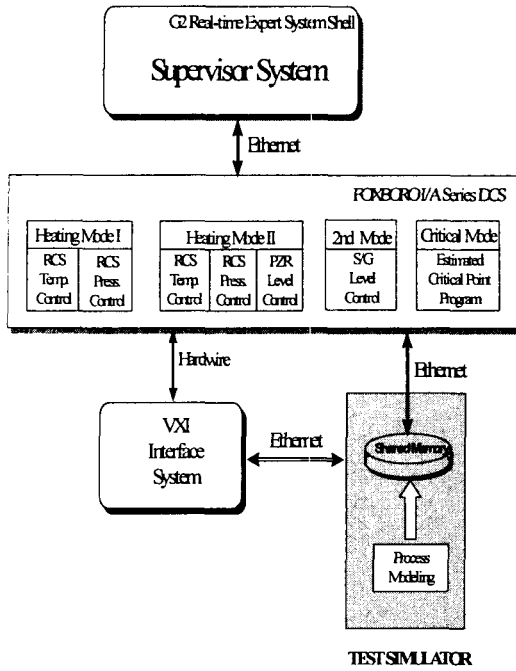 G2 Real-time Expert System Shell
Supervisor System
Ethernet
FOXBORO I/A Series DCS
Heating Mode I
RCS Temp. Control
RCS Press. Control
Heating Mode II
RCS Temp. Control
RCS Press. Control
PZR Level Control
2nd Mode
S/G Level Control
Critical Mode
Estimated Critical Point Program
Hardwire
Ethernet
VXI
Interface
System
Ethernet
Shared Memory
Process
Modeling
TEST SIMULATOR